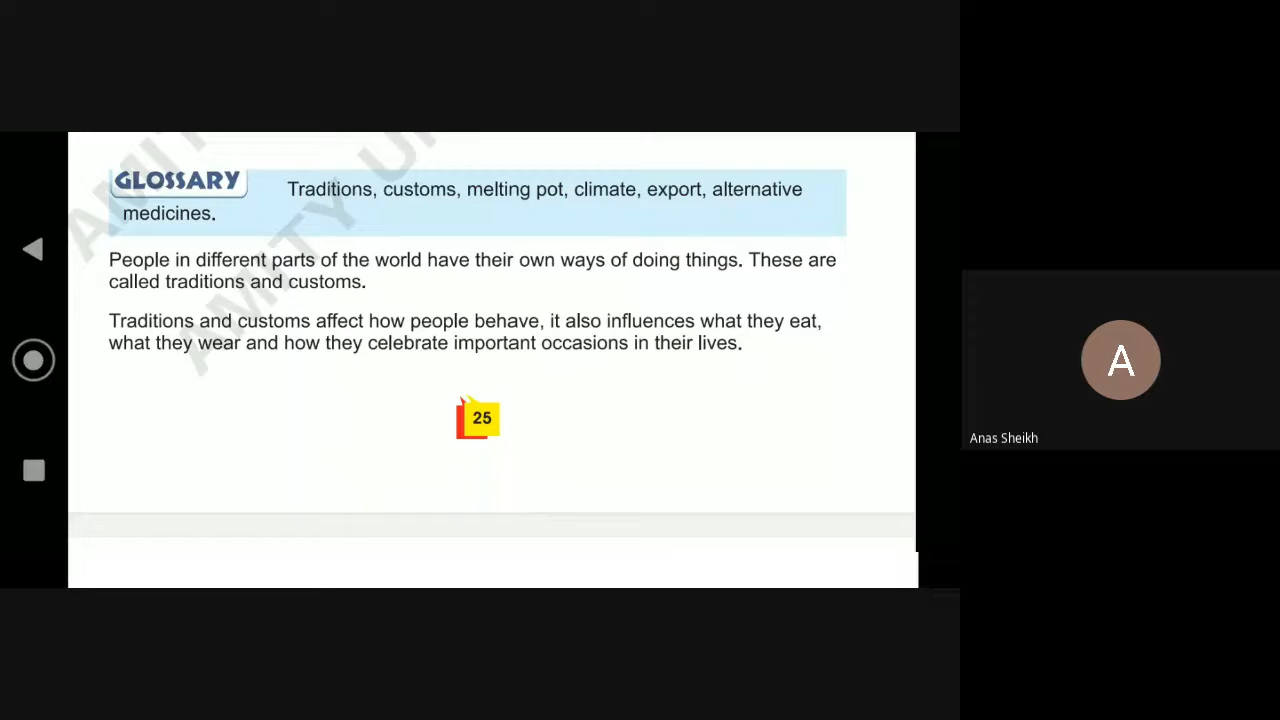 GLOSSARY
Traditions, customs, melting pot, climate, export, alternative
medicines.
People in different parts of the world have their own ways of doing things. These are
called traditions and customs.
Traditions and customs affect how people behave, it also influences what they eat,
what they wear and how they celebrate important occasions in their lives.
25
AMITY
AMITY
A
Anas Sheikh